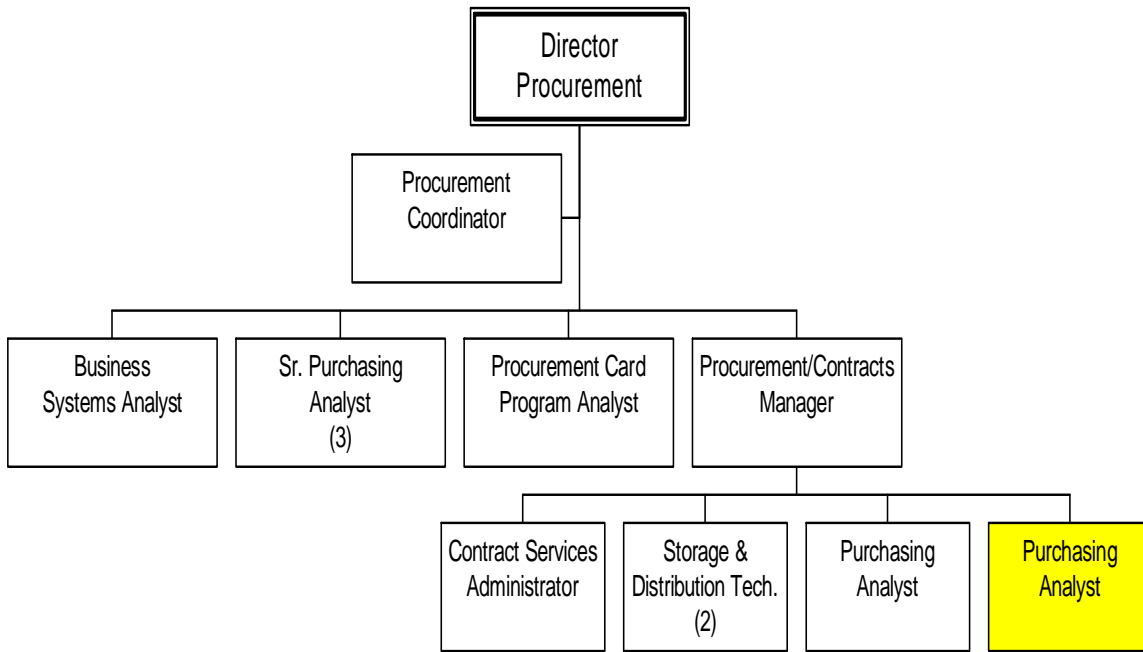 Director
Procurement
Procurement
Coordinator
Business
Systems Analyst
Sr. Purchasing
Analyst
(3)
Procurement Card
Program Analyst
Procurement/Contracts
Manager
Contract Services
Administrator
Storage &
Distribution Tech.
(2)
Purchasing
Analyst
Purchasing
Analyst